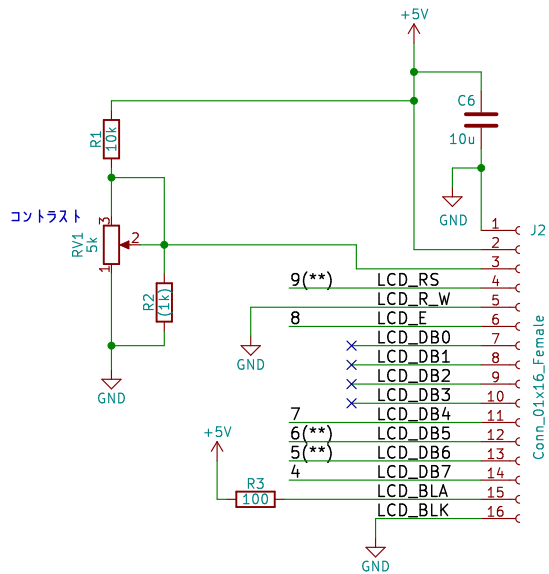 +5V
C6
10u
GND
R1
10k
コントラスト
RV1
5k
3
2
1
R2
(1k)
GND
J2
Conn_01x16_Female
1
2
3
9(**) LCD_RS 4
LCD_R_W 5
8 LCD_E 6
LCD_DB0 7
LCD_DB1 8
LCD_DB2 9
LCD_DB3 10
7 LCD_DB4 11
6(**) LCD_DB5 12
5(**) LCD_DB6 13
4 LCD_DB7 14
LCD_BLA 15
LCD_BLK 16
GND
+5V
R3
100
GND